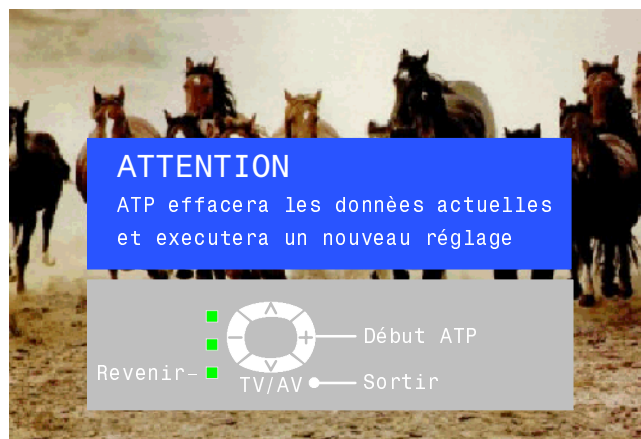 ATTENTION
ATP effacera les donnèes actuelles
et executera un nouveau réglage
Début ATP
Revenir
TV/AV
Sortir